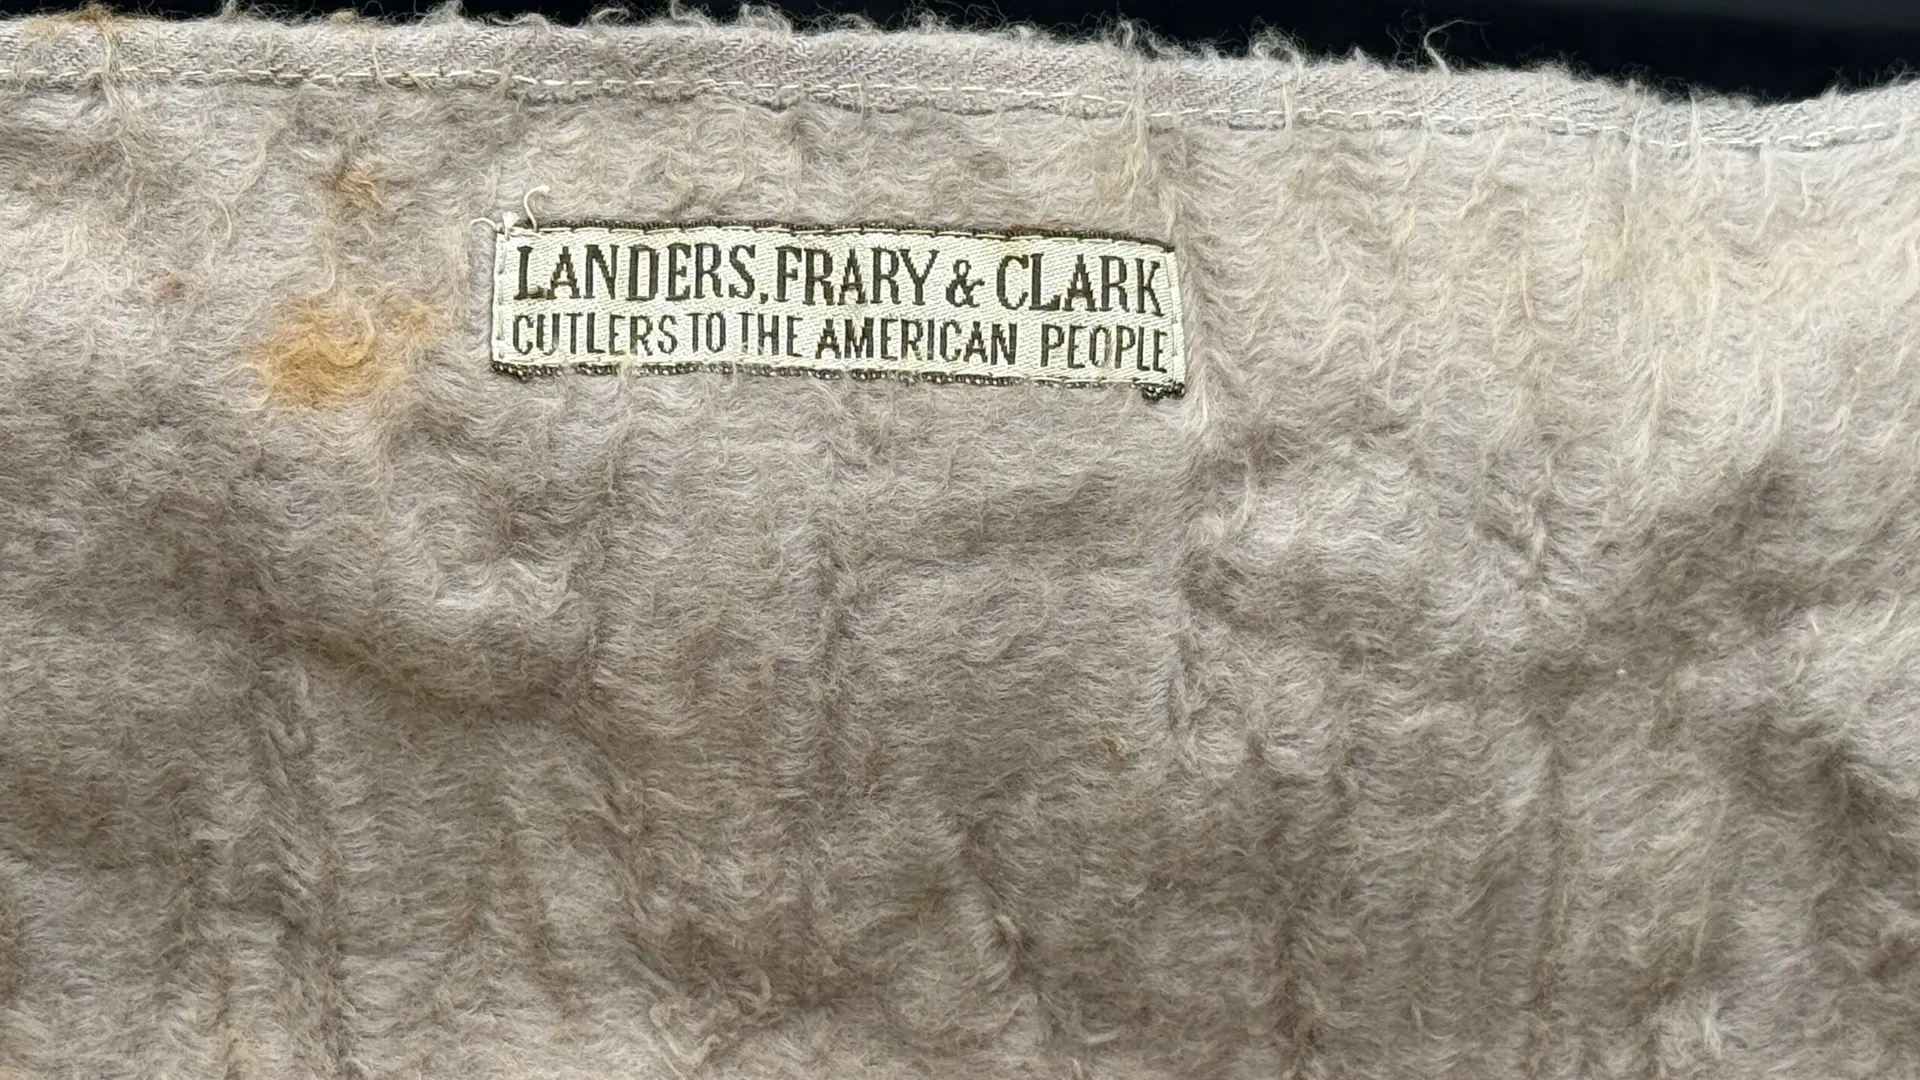 LANDERS, FRARY & CLARK
CUTLERS TO THE AMERICAN PEOPLE